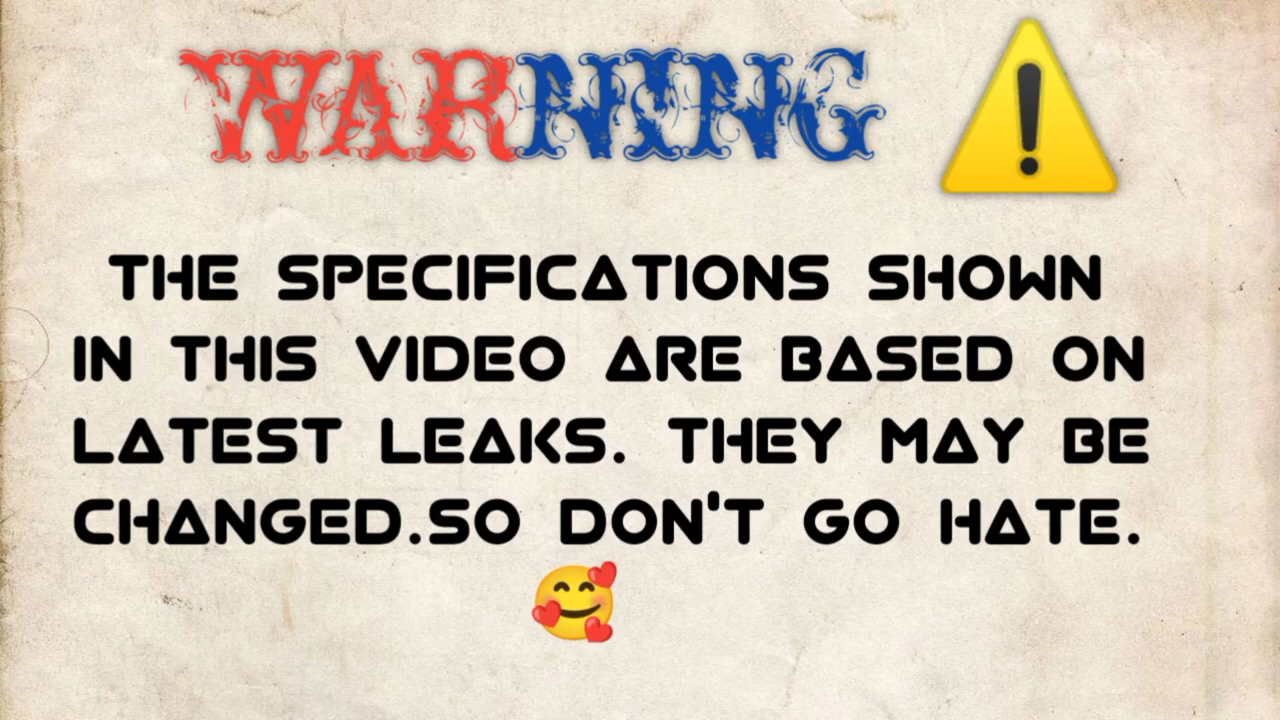 WARNING ⚠️
THE SPECIFICATIONS SHOWN
IN THIS VIDEO ARE BASED ON
LATEST LEAKS. THEY MAY BE
CHANGED.SO DON'T GO HATE.
🥰